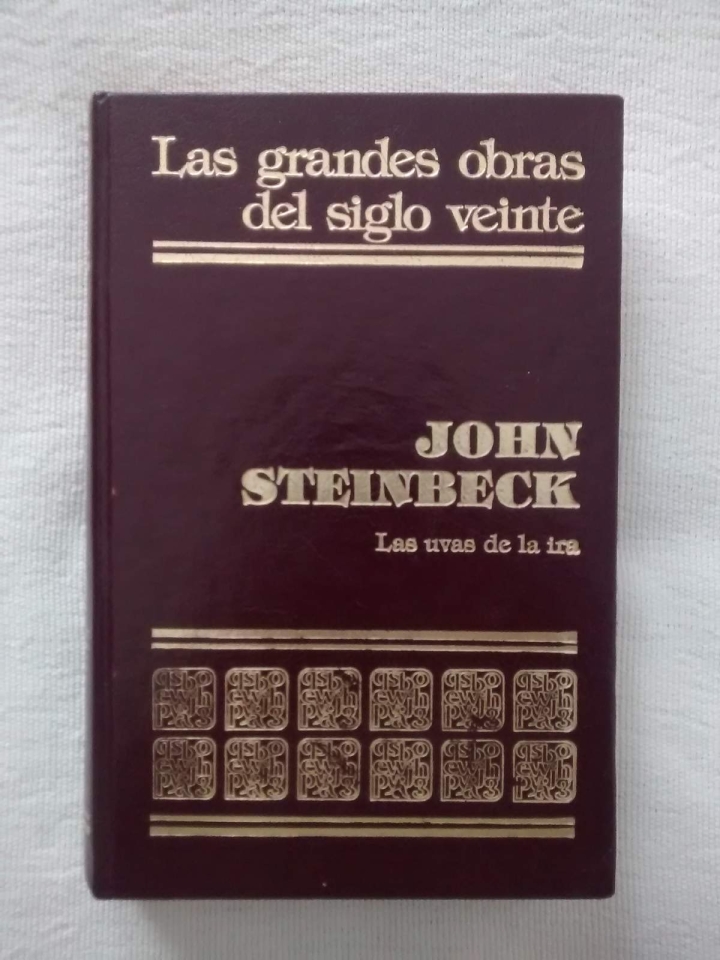 Las grandes obras
del siglo veinte
JOHN
STEINBECK
Las uvas de la ira